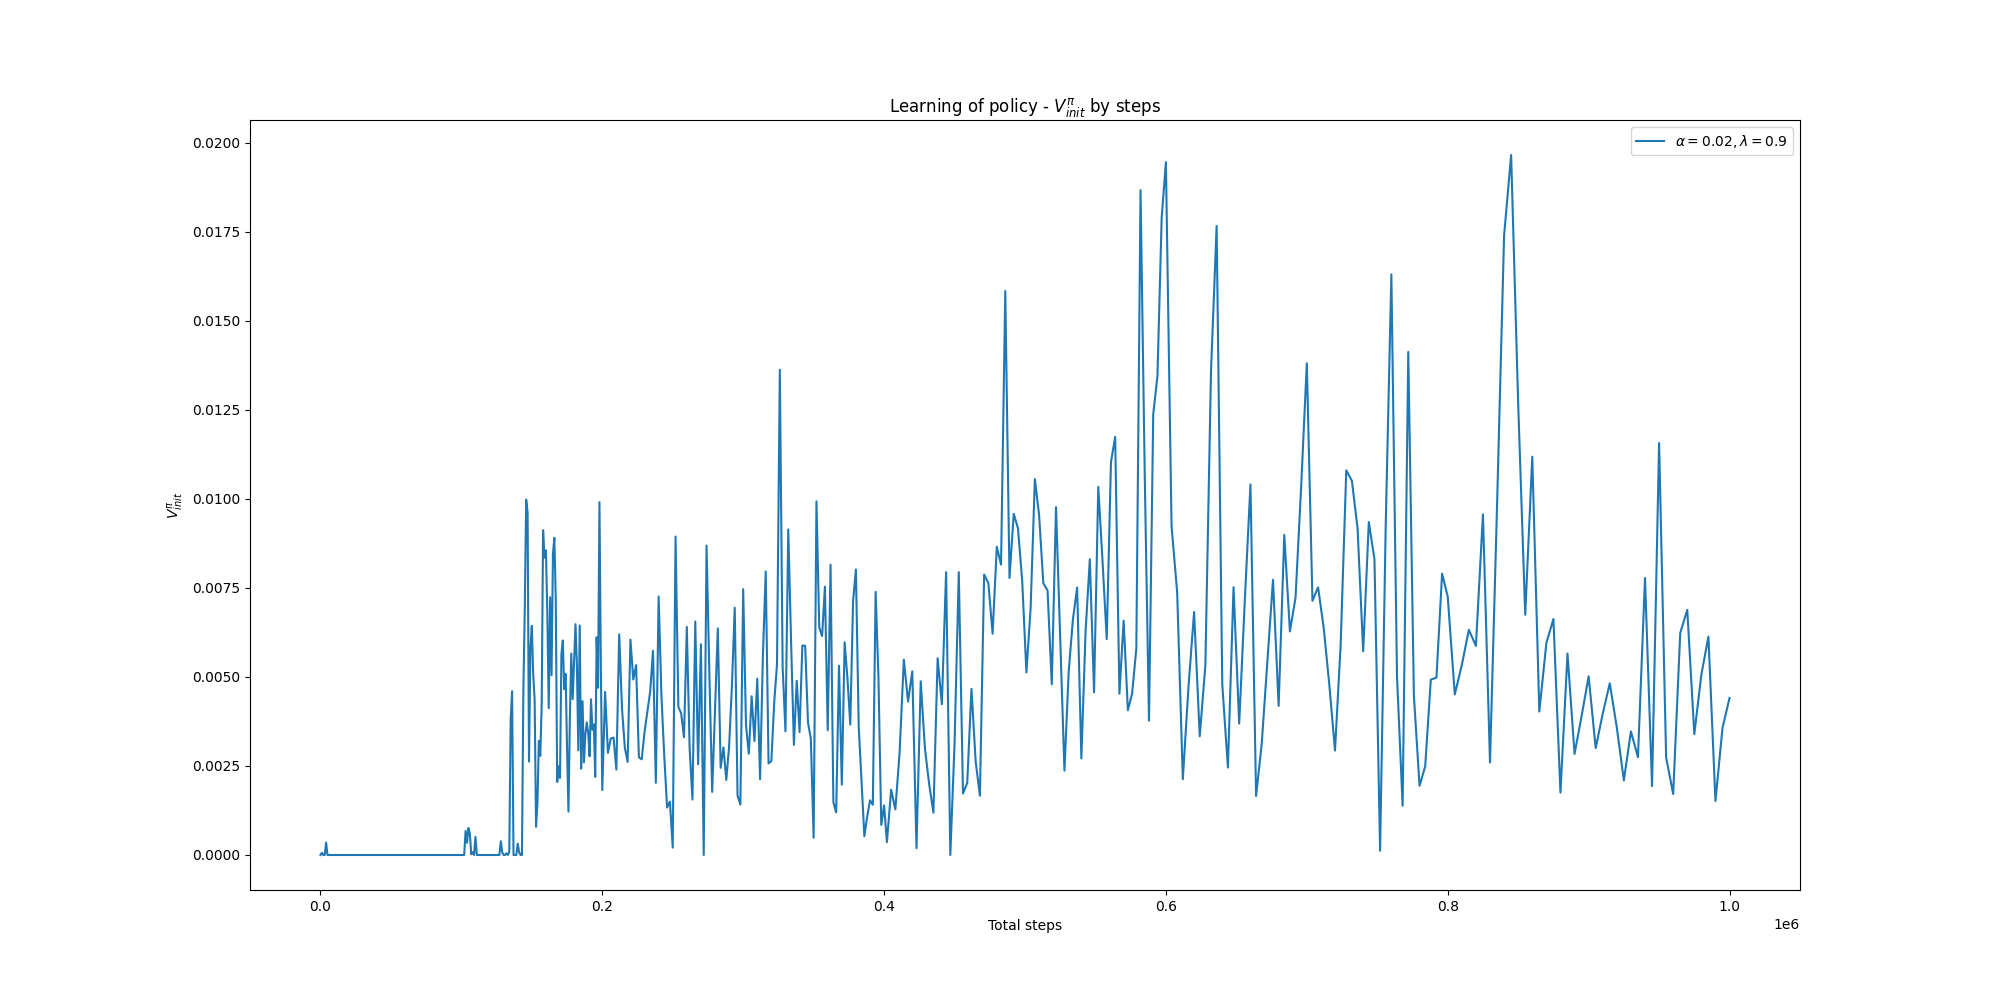 Learning of policy - $V_{init}^{\pi}$ by steps
α = 0.02, λ = 0.9
0.0200
0.0175
0.0150
0.0125
0.0100
0.0075
0.0050
0.0025
0.0000
$V_{init}^{\pi}$
0.0 0.2 0.4 0.6 0.8 1.0
1e6
Total steps